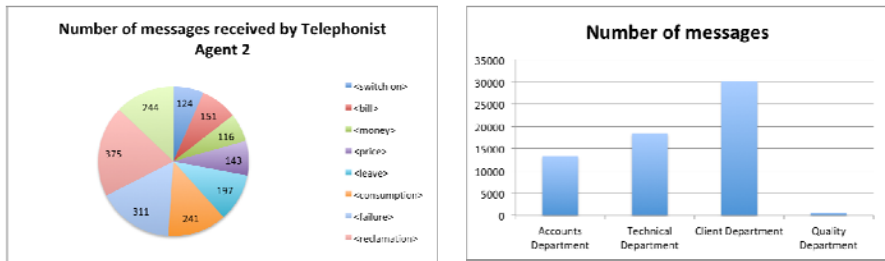 Number of messages received by Telephonist
Agent 2
124
151
116
143
197
241
311
375
244
<switch on>
<bill>
<money>
<price>
<leave>
<consumption>
<failure>
<reclamation>
Number of messages
35000
30000
25000
20000
15000
10000
5000
0
Accounts
Department
Technical
Department
Client Department
Quality
Department